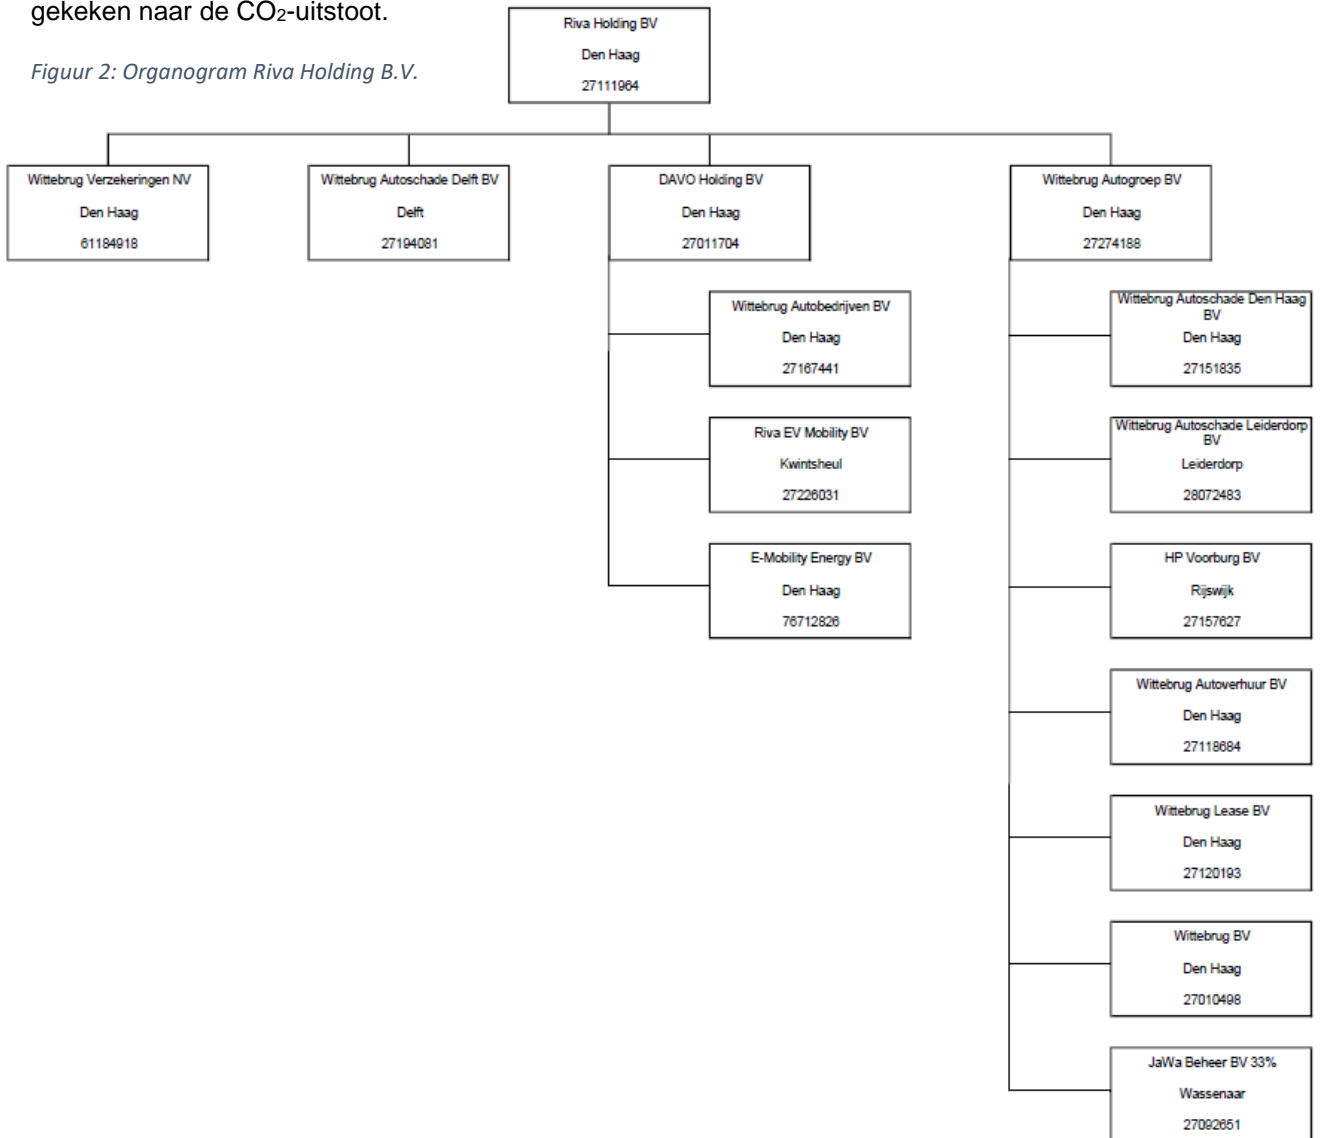 gekeken naar de CO₂-uitstoot.
Figuur 2: Organogram Riva Holding B.V.
Riva Holding BV
Den Haag
27111964
Wittebrug Verzekeringen NV
Den Haag
61184918
Wittebrug Autoschade Delft BV
Delft
27194081
DAVO Holding BV
Den Haag
27011704
Wittebrug Autogroep BV
Den Haag
27274188
Wittebrug Autobedrijven BV
Den Haag
27167441
Riva EV Mobility BV
Kwintsheul
27226031
E-Mobility Energy BV
Den Haag
76712826
Wittebrug Autoschade Den Haag
BV
Den Haag
27151835
Wittebrug Autoschade Leiderdorp
BV
Leiderdorp
28072483
HP Voorburg BV
Rijswijk
27157627
Wittebrug Autoverhuur BV
Den Haag
27118684
Wittebrug Lease BV
Den Haag
27120193
Wittebrug BV
Den Haag
27010498
JaWa Beheer BV 33%
Wassenaar
27092651